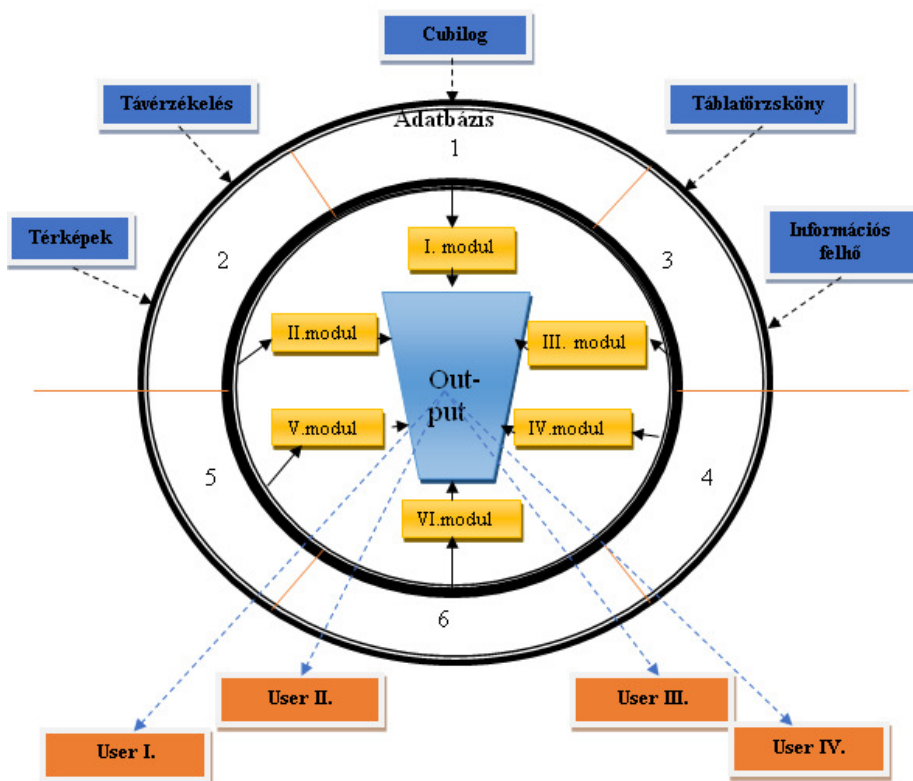 Cubilog
Távérzékelés
Táblatörzsköny
Adatbázis
1
Térképek
2
I. modul
3
Információs
felhő
II.modul
III. modul
Out-
put
V.modul
IV.modul
5
4
VI.modul
6
User II.
User III.
User I.
User IV.